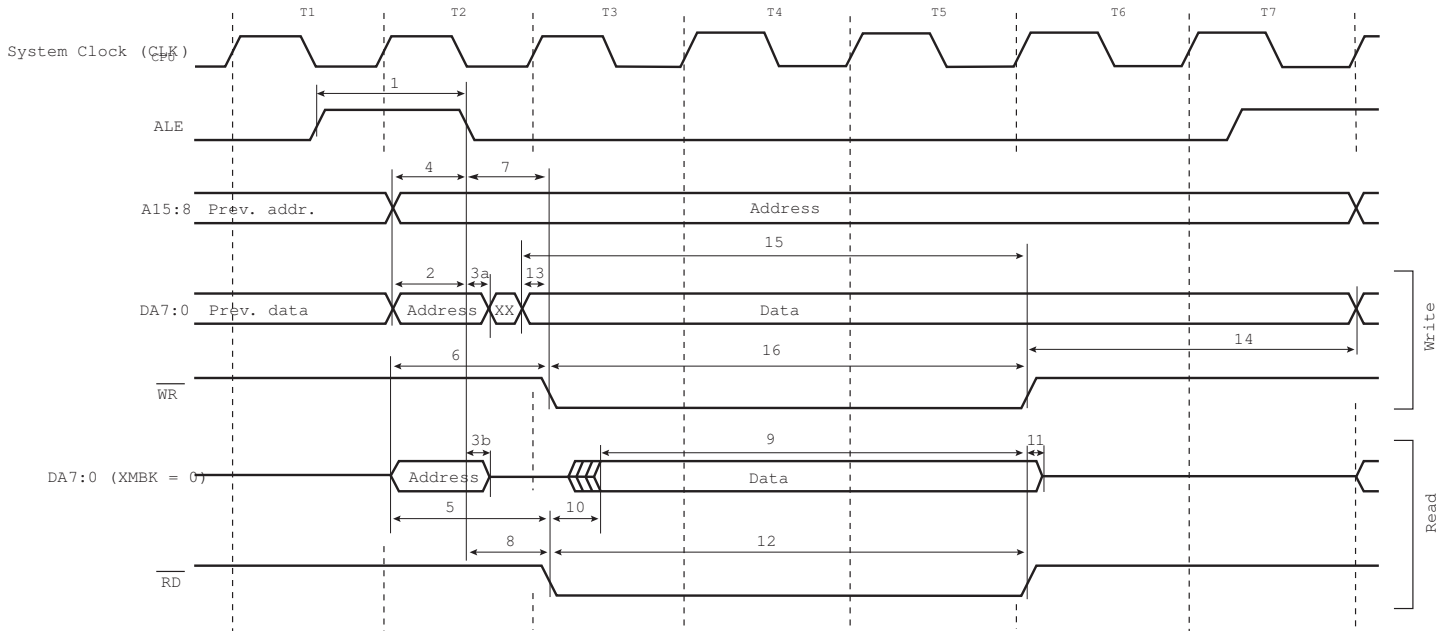 T1 T2 T3 T4 T5 T6 T7
System Clock (CLK CPU)
1
ALE
4 7
A15:8 Prev. addr. Address
15
2 3a 13
DA7:0 Prev. data Address XX Data
Write
14
6 16
WR
3b 9 11
DA7:0 (XMBK = 0) Address Data
5 10
Read
8 12
RD